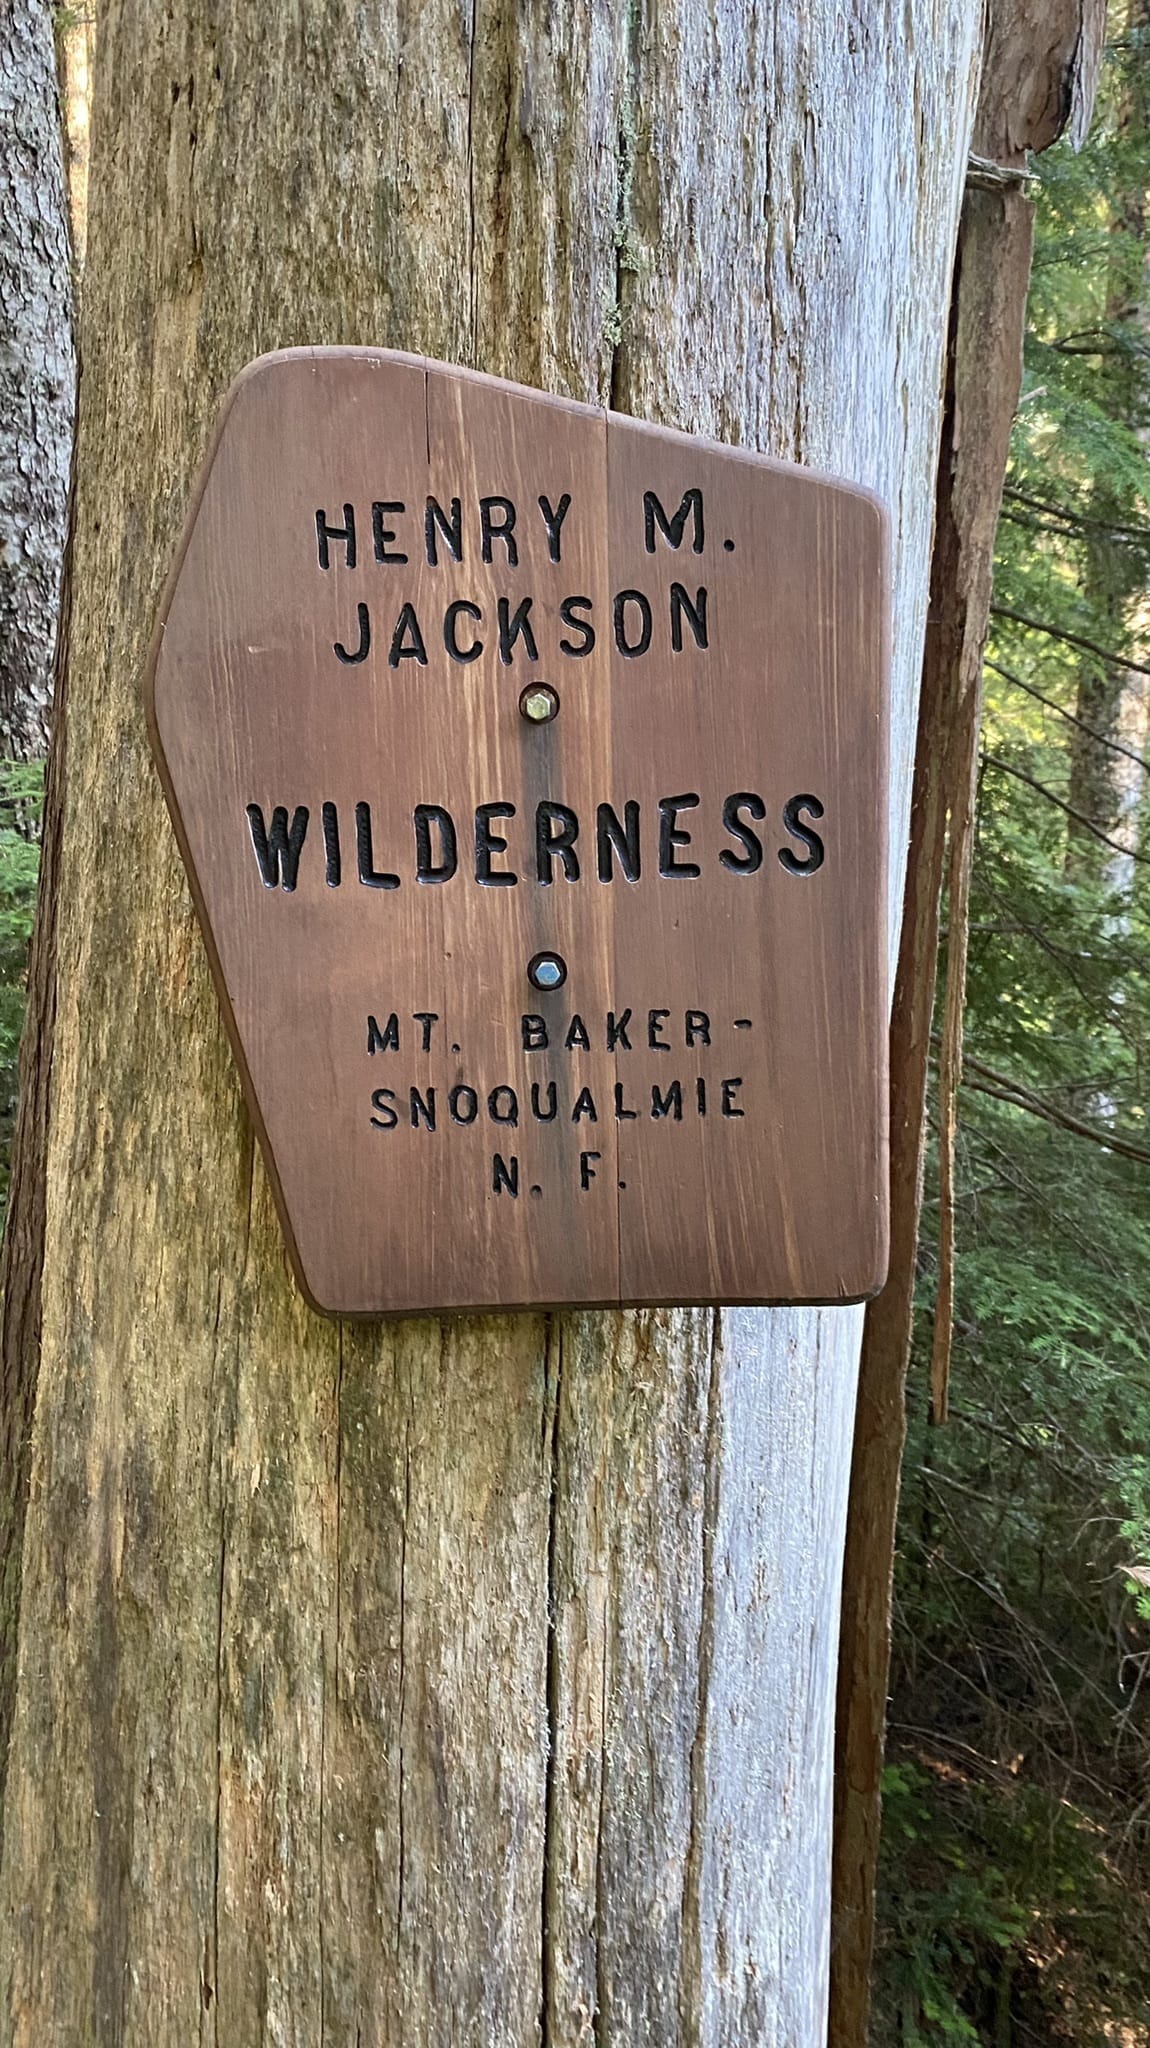 HENRY M.
JACKSON
WILDERNESS
MT. BAKER-
SNOQUALMIE
N. F.